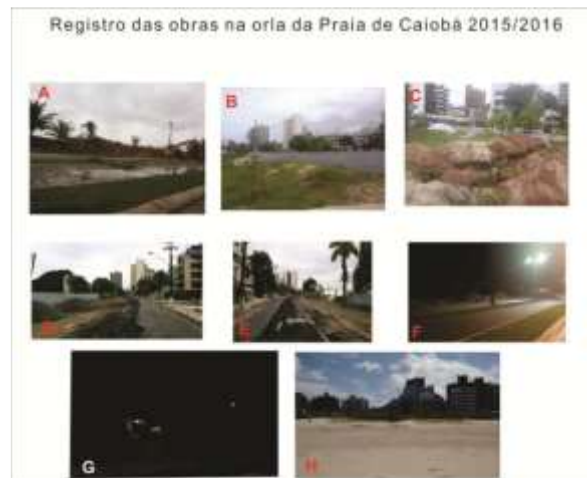 Registro das obras na orla da Praia de Caiobá 2015/2016
A
B
C
E
F
G
H